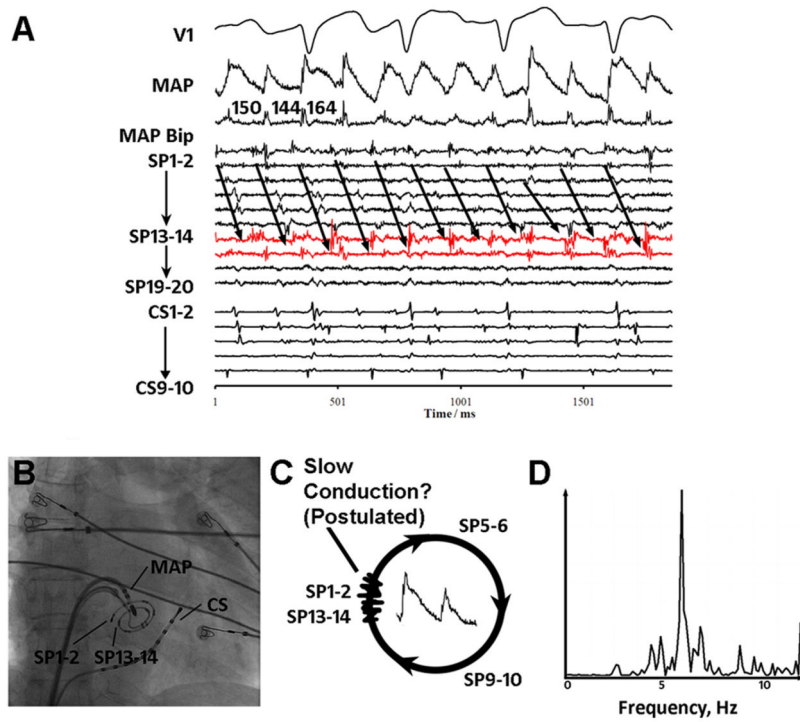 A
V1
MAP
150 144 164
MAP Bip
SP1-2
SP13-14
SP19-20
CS1-2
CS9-10
1 501 1001 1501
Time / ms
B
MAP
CS
SP1-2 SP13-14
C
Slow
Conduction?
(Postulated)
SP5-6
SP1-2
SP13-14
SP9-10
D
0 5 10
Frequency, Hz